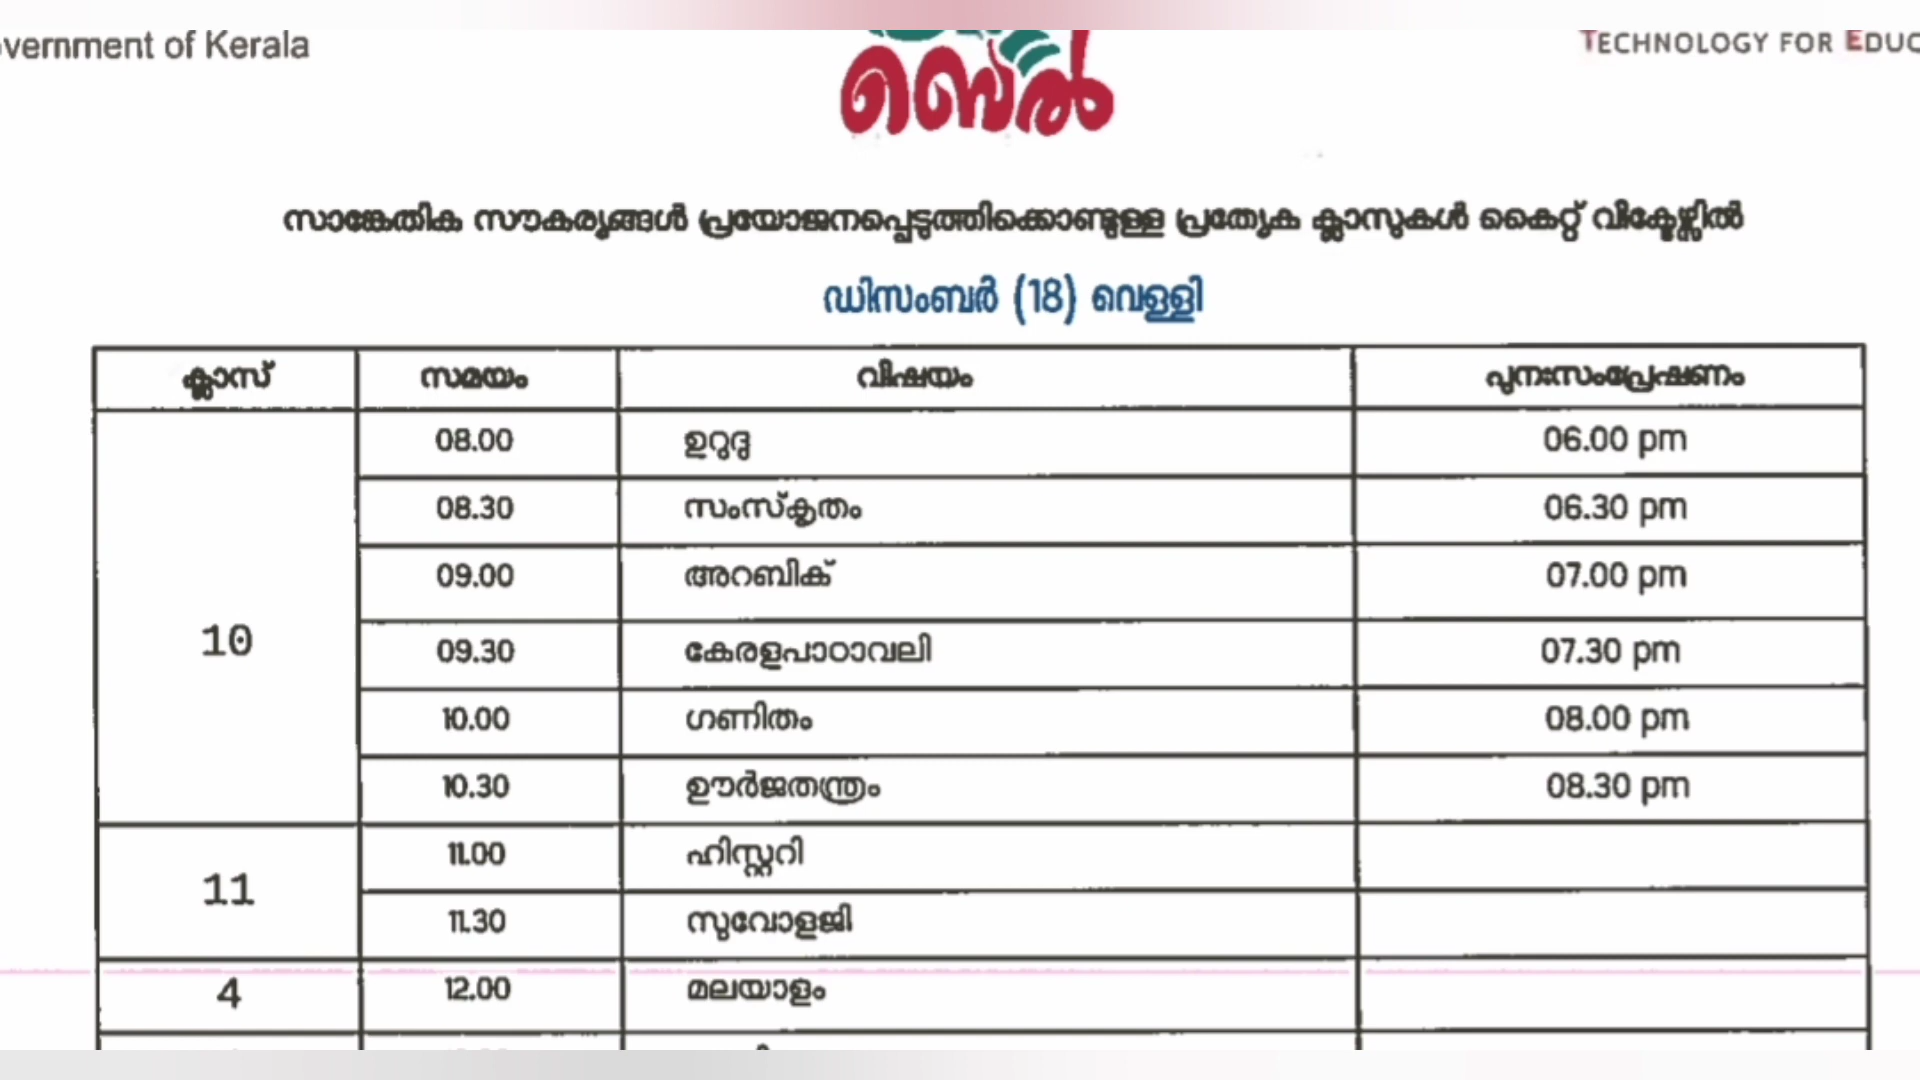 vernment of Kerala
TECHNOLOGY FOR EDUC
ബെൽ
സാങ്കേതിക സൗകര്യങ്ങൾ പ്രയോജനപ്പെടുത്തിക്കൊണ്ടുള്ള പ്രത്യേക ക്ലാസുകൾ കൈറ്റ് വിക്ടേഴ്സിൽ
ഡിസംബർ (18) വെള്ളി
ക്ലാസ് സമയം വിഷയം പുനഃസംപ്രേഷണം
10
08.00 ഉറുദു 06.00 pm
08.30 സംസ്കൃതം 06.30 pm
09.00 അറബിക് 07.00 pm
09.30 കേരളപാഠാവലി 07.30 pm
10.00 ഗണിതം 08.00 pm
10.30 ഊർജതന്ത്രം 08.30 pm
11
11.00 ഹിസ്റ്ററി
11.30 സുവോളജി
4 12.00 മലയാളം